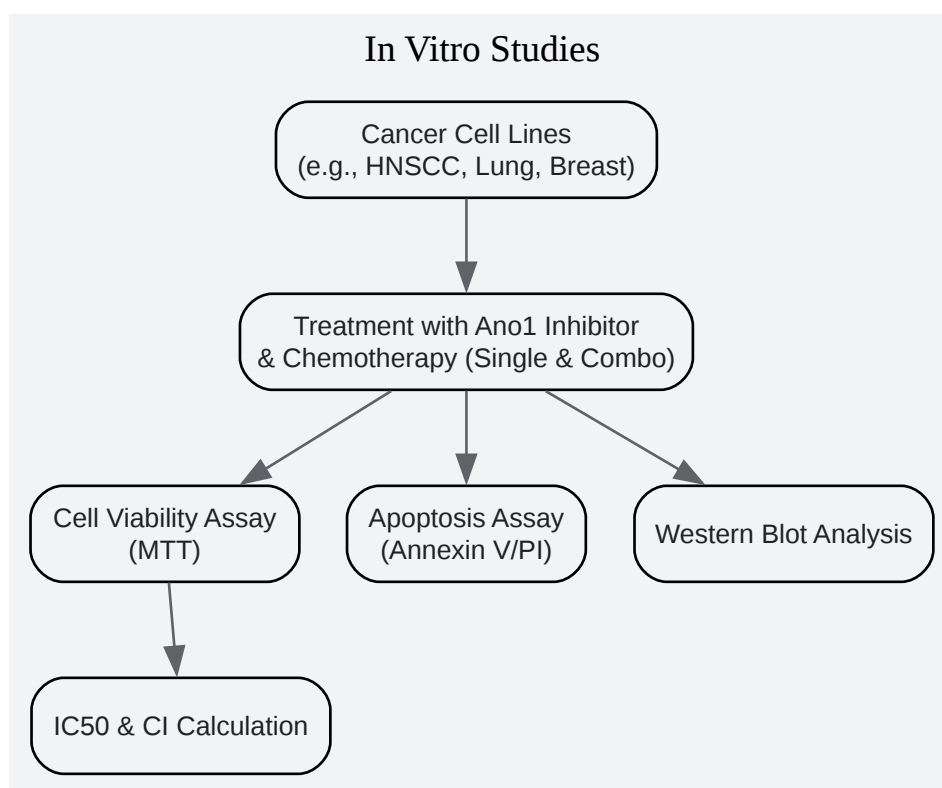 In Vitro Studies
Cancer Cell Lines
(e.g., HNSCC, Lung, Breast)
Treatment with Ano1 Inhibitor
& Chemotherapy (Single & Combo)
Cell Viability Assay
(MTT)
Apoptosis Assay
(Annexin V/PI)
Western Blot Analysis
IC50 & CI Calculation